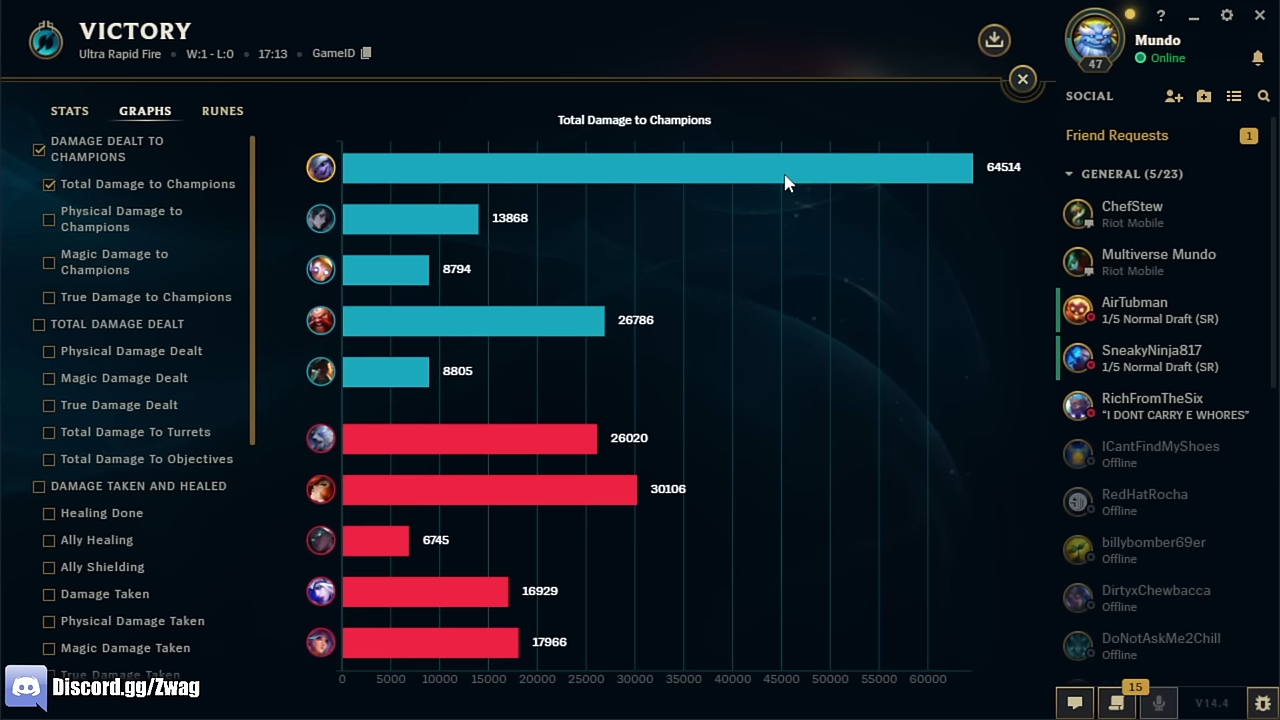 VICTORY
Ultra Rapid Fire • W:1 - L:0 • 17:13 • GameID
STATS GRAPHS RUNES
DAMAGE DEALT TO
CHAMPIONS
Total Damage to Champions
Physical Damage to
Champions
Magic Damage to
Champions
True Damage to Champions
TOTAL DAMAGE DEALT
Physical Damage Dealt
Magic Damage Dealt
True Damage Dealt
Total Damage To Turrets
Total Damage To Objectives
DAMAGE TAKEN AND HEALED
Healing Done
Ally Healing
Ally Shielding
Damage Taken
Physical Damage Taken
Magic Damage Taken
True Damage Taken
Discord.gg/Zwag
Total Damage to Champions
64514
13868
8794
26786
8805
26020
30106
6745
16929
17966
0 5000 10000 15000 20000 25000 30000 35000 40000 45000 50000 55000 60000
?
47
Mundo
Online
SOCIAL
Friend Requests 1
GENERAL (5/23)
ChefStew
Riot Mobile
Multiverse Mundo
Riot Mobile
AirTubman
1/5 Normal Draft (SR)
SneakyNinja817
1/5 Normal Draft (SR)
RichFromTheSix
"I DONT CARRY E WHORES"
ICantFindMyShoes
Offline
RedHatRocha
Offline
billybomber69er
Offline
DirtyxChewbacca
Offline
DoNotAskMe2Chill
Offline
15
V14.4